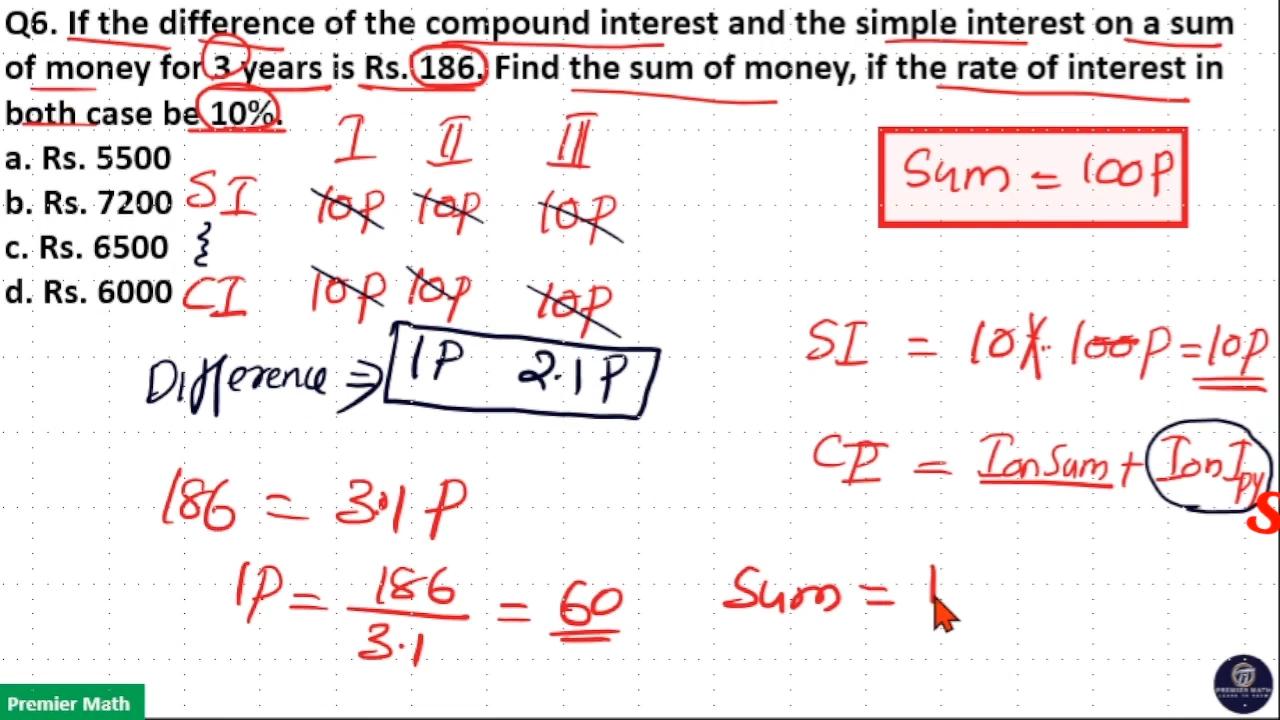 Q6. If the difference of the compound interest and the simple interest on a sum
of money for 3 years is Rs. 186. Find the sum of money, if the rate of interest in
both case be 10%.
a. Rs. 5500
b. Rs. 7200
c. Rs. 6500
d. Rs. 6000
I II III
SI 10P 10P 10P
CI 10P 10P 10P
Difference ⇒ 1P 2.1P
186 = 3.1P
1P = 186/3.1 = 60
Sum = 100P
SI = 10%. 100P = 10P
CI = I on Sum + I on I py
S
Sum = 1
Premier Math
PREMIER MATH